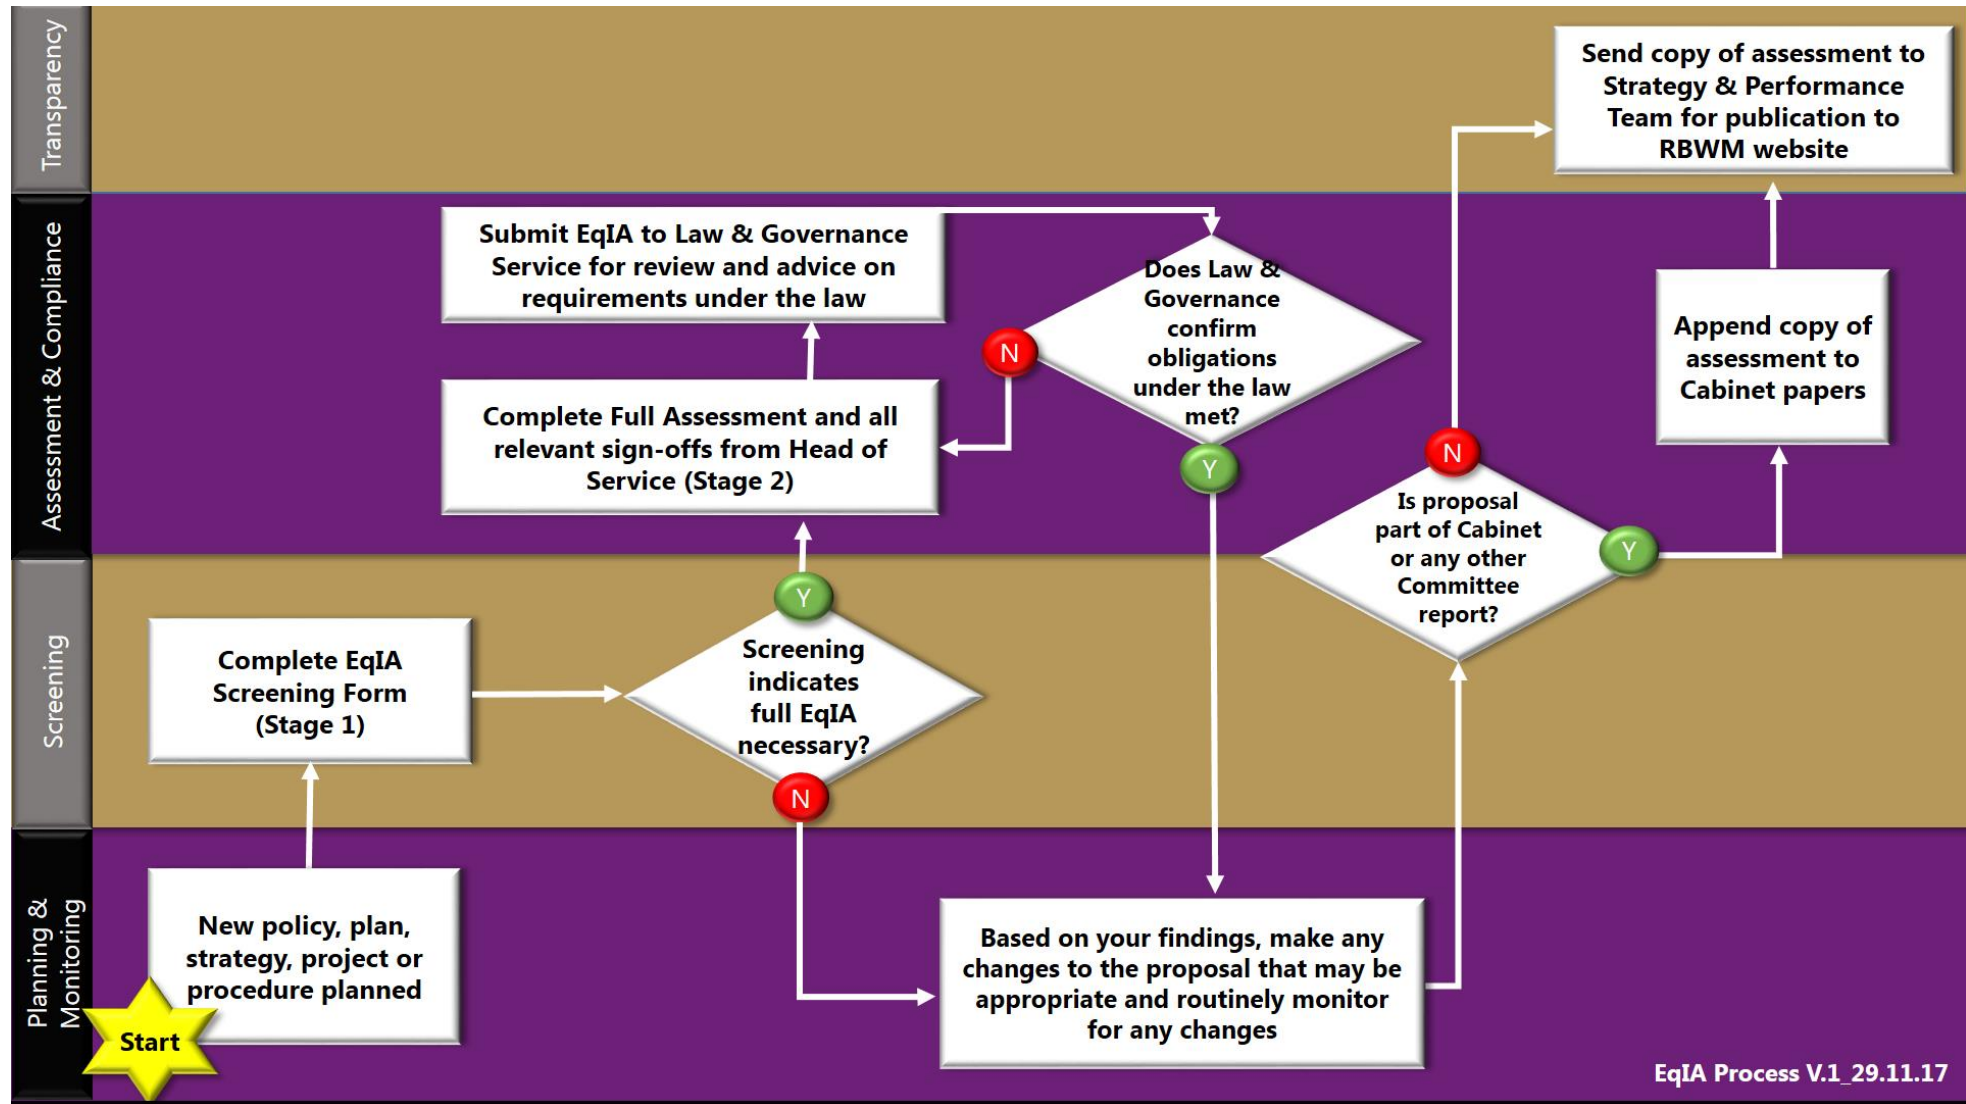 Transparency
Send copy of assessment to
Strategy & Performance
Team for publication to
RBWM website
Assessment & Compliance
Submit EqIA to Law & Governance
Service for review and advice on
requirements under the law
Does Law &
Governance
confirm
obligations
under the law
met?
N
Y
Complete Full Assessment and all
relevant sign-offs from Head of
Service (Stage 2)
Append copy of
assessment to
Cabinet papers
N
Is proposal
part of Cabinet
or any other
Committee
report?
Y
Screening
Complete EqIA
Screening Form
(Stage 1)
Y
Screening
indicates
full EqIA
necessary?
N
Planning &
Monitoring
New policy, plan,
strategy, project or
procedure planned
Start
Based on your findings, make any
changes to the proposal that may be
appropriate and routinely monitor
for any changes
EqIA Process V.1_29.11.17